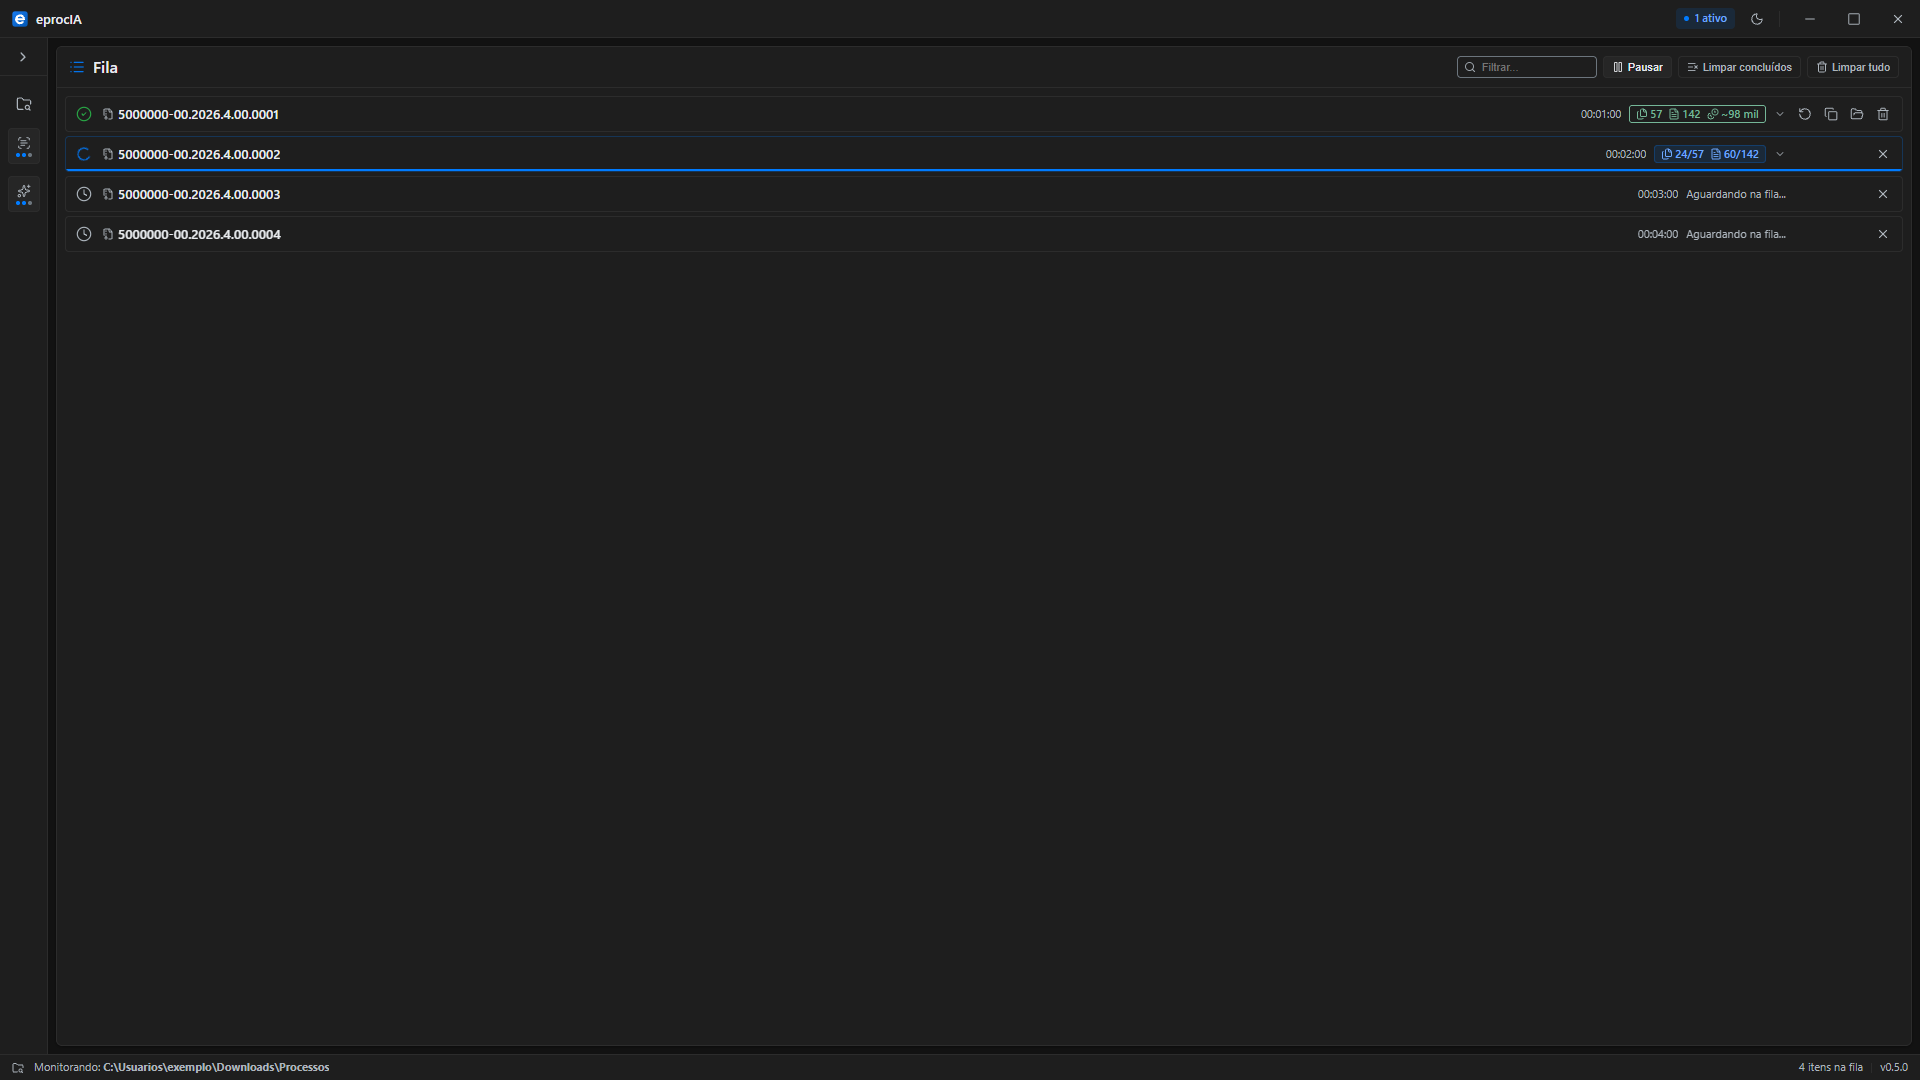 eprocIA
1 ativo
Fila
Filtrar...
Pausar
Limpar concluídos
Limpar tudo
5000000-00.2026.4.00.0001
00:01:00
57 142 ~98 mil
5000000-00.2026.4.00.0002
00:02:00
24/57 60/142
5000000-00.2026.4.00.0003
00:03:00 Aguardando na fila...
5000000-00.2026.4.00.0004
00:04:00 Aguardando na fila...
Monitorando: C:\Usuarios\exemplo\Downloads\Processos
4 itens na fila
v0.5.0